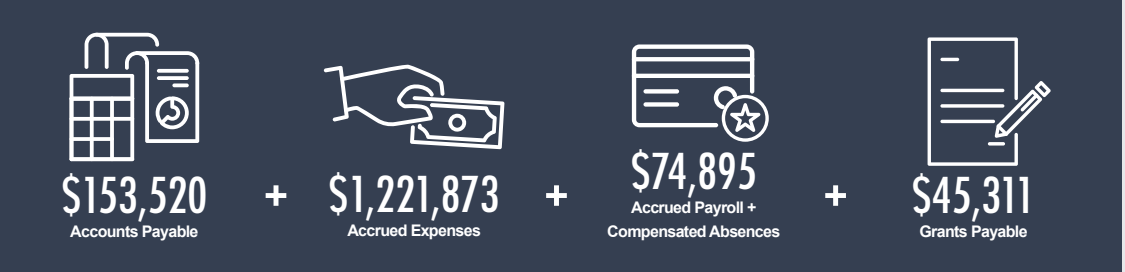 $153,520
Accounts Payable
+
$1,221,873
Accrued Expenses
+
$74,895
Accrued Payroll +
Compensated Absences
+
$45,311
Grants Payable